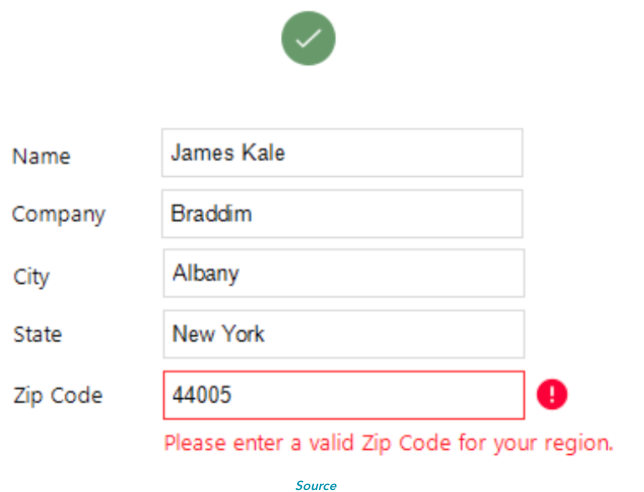 Name James Kale
Company Braddim
City Albany
State New York
Zip Code 44005 !
Please enter a valid Zip Code for your region.
Source